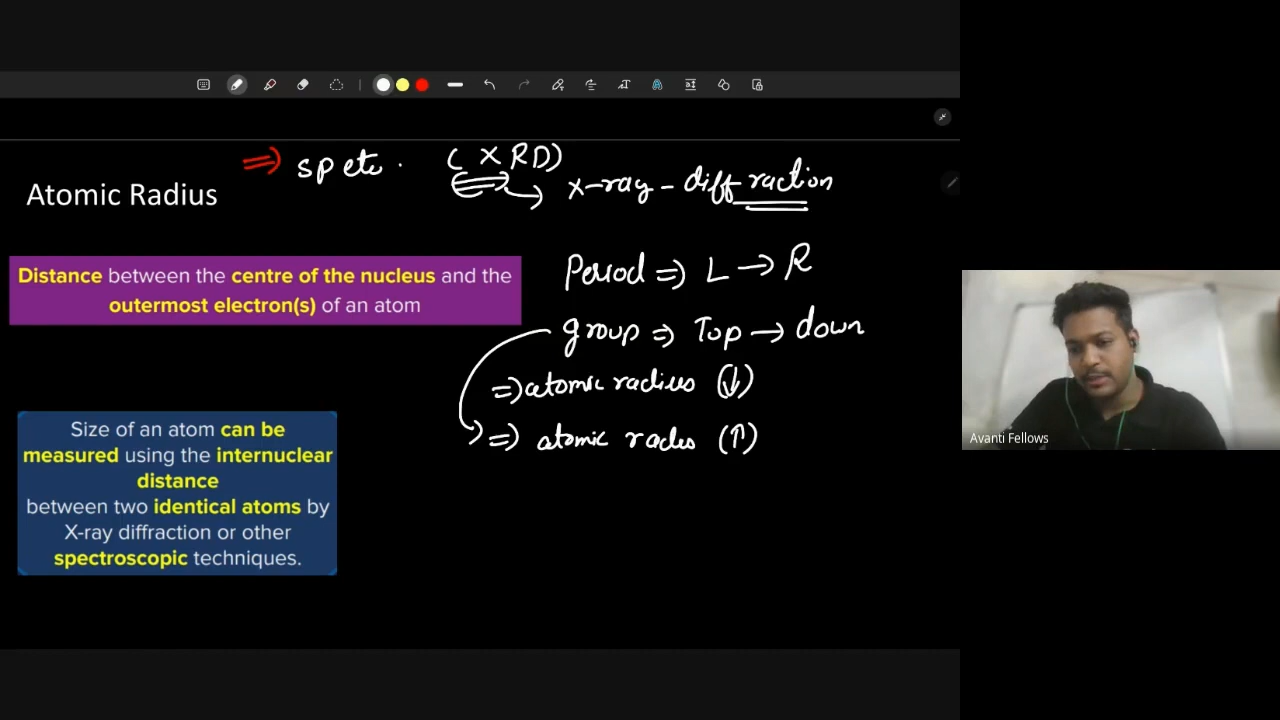 ⇒ spete .
( XRD)
→ x-ray - diffraction
Atomic Radius
Distance between the centre of the nucleus and the
outermost electron(s) of an atom
Period ⇒ L → R
group ⇒ Top → down
⇒ atomic radius (↓)
⇒ atomic rades (↑)
Size of an atom can be
measured using the internuclear
distance
between two identical atoms by
X-ray diffraction or other
spectroscopic techniques.
Avanti Fellows